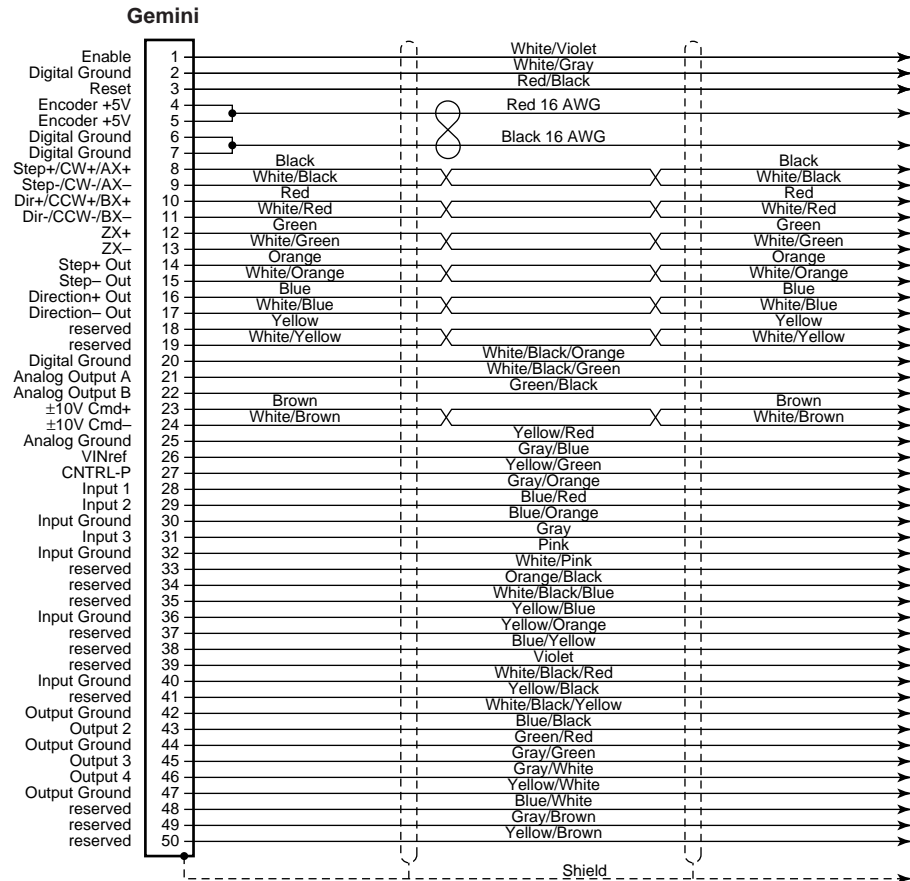 Gemini
Enable 1 White/Violet
Digital Ground 2 White/Gray
Reset 3 Red/Black
Encoder +5V 4 Red 16 AWG
Encoder +5V 5
Digital Ground 6 Black 16 AWG
Digital Ground 7
Step+/CW+/AX+ 8 Black Black
Step-/CW-/AX– 9 White/Black White/Black
Dir+/CCW+/BX+ 10 Red Red
Dir-/CCW-/BX– 11 White/Red White/Red
ZX+ 12 Green Green
ZX– 13 White/Green White/Green
Step+ Out 14 Orange Orange
Step– Out 15 White/Orange White/Orange
Direction+ Out 16 Blue Blue
Direction– Out 17 White/Blue White/Blue
reserved 18 Yellow Yellow
reserved 19 White/Yellow White/Yellow
Digital Ground 20 White/Black/Orange
Analog Output A 21 White/Black/Green
Analog Output B 22 Green/Black
±10V Cmd+ 23 Brown Brown
±10V Cmd– 24 White/Brown White/Brown
Analog Ground 25 Yellow/Red
VINref 26 Gray/Blue
CNTRL-P 27 Yellow/Green
Input 1 28 Gray/Orange
Input 2 29 Blue/Red
Input Ground 30 Blue/Orange
Input 3 31 Gray
Input Ground 32 Pink
reserved 33 White/Pink
reserved 34 Orange/Black
reserved 35 White/Black/Blue
Input Ground 36 Yellow/Blue
reserved 37 Yellow/Orange
reserved 38 Blue/Yellow
reserved 39 Violet
Input Ground 40 White/Black/Red
reserved 41 Yellow/Black
Output Ground 42 White/Black/Yellow
Output 2 43 Blue/Black
Output Ground 44 Green/Red
Output 3 45 Gray/Green
Output 4 46 Gray/White
Output Ground 47 Yellow/White
reserved 48 Blue/White
reserved 49 Gray/Brown
reserved 50 Yellow/Brown
Shield